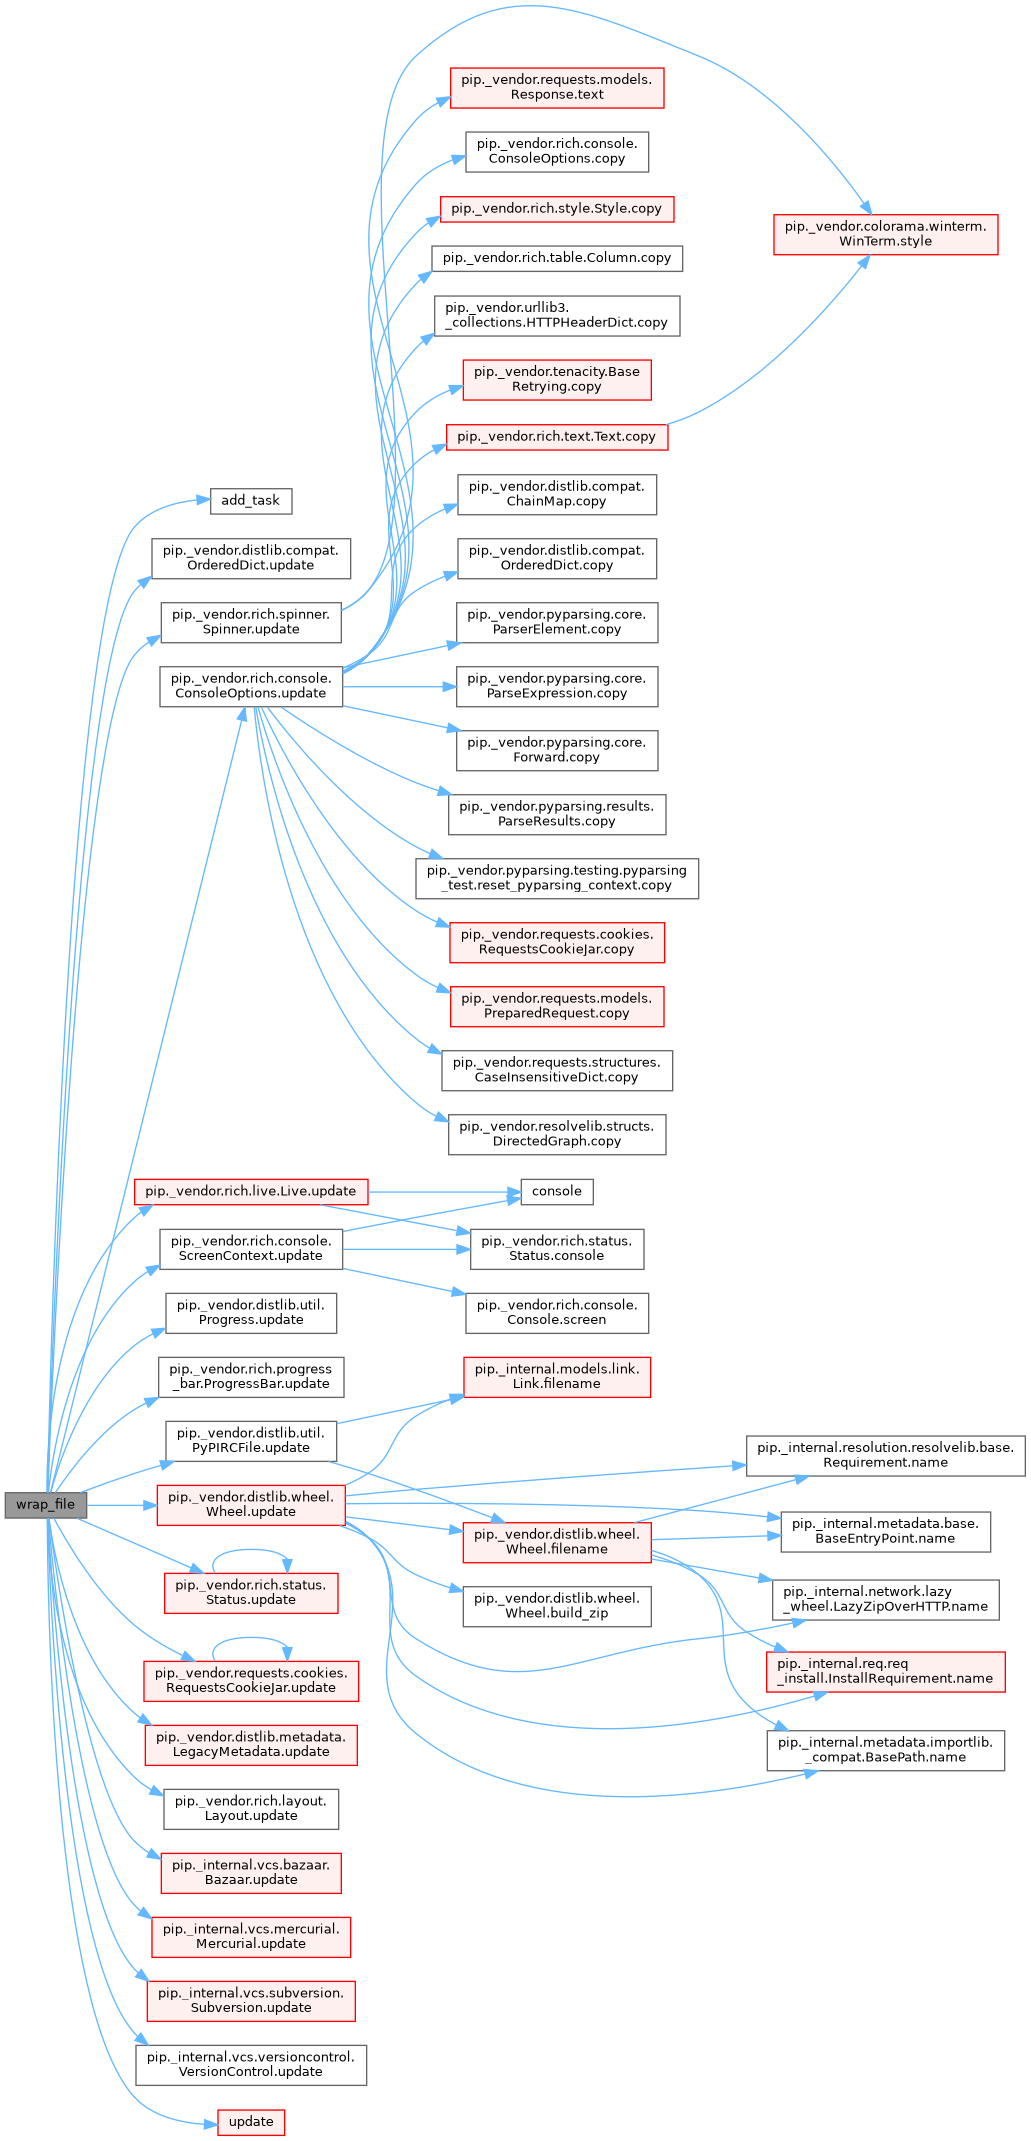 wrap_file
add_task
pip._vendor.distlib.compat.
OrderedDict.update
pip._vendor.rich.spinner.
Spinner.update
pip._vendor.rich.console.
ConsoleOptions.update
pip._vendor.rich.live.Live.update
pip._vendor.rich.console.
ScreenContext.update
pip._vendor.distlib.util.
Progress.update
pip._vendor.rich.progress
_bar.ProgressBar.update
pip._vendor.distlib.util.
PyPIRCFile.update
pip._vendor.distlib.wheel.
Wheel.update
pip._vendor.rich.status.
Status.update
pip._vendor.requests.cookies.
RequestsCookieJar.update
pip._vendor.distlib.metadata.
LegacyMetadata.update
pip._vendor.rich.layout.
Layout.update
pip._internal.vcs.bazaar.
Bazaar.update
pip._internal.vcs.mercurial.
Mercurial.update
pip._internal.vcs.subversion.
Subversion.update
pip._internal.vcs.versioncontrol.
VersionControl.update
update
pip._vendor.requests.models.
Response.text
pip._vendor.rich.console.
ConsoleOptions.copy
pip._vendor.rich.style.Style.copy
pip._vendor.rich.table.Column.copy
pip._vendor.urllib3.
_collections.HTTPHeaderDict.copy
pip._vendor.tenacity.Base
Retrying.copy
pip._vendor.rich.text.Text.copy
pip._vendor.distlib.compat.
ChainMap.copy
pip._vendor.distlib.compat.
OrderedDict.copy
pip._vendor.pyparsing.core.
ParserElement.copy
pip._vendor.pyparsing.core.
ParseExpression.copy
pip._vendor.pyparsing.core.
Forward.copy
pip._vendor.pyparsing.results.
ParseResults.copy
pip._vendor.pyparsing.testing.pyparsing
_test.reset_pyparsing_context.copy
pip._vendor.requests.cookies.
RequestsCookieJar.copy
pip._vendor.requests.models.
PreparedRequest.copy
pip._vendor.requests.structures.
CaseInsensitiveDict.copy
pip._vendor.resolvelib.structs.
DirectedGraph.copy
console
pip._vendor.rich.status.
Status.console
pip._vendor.rich.console.
Console.screen
pip._internal.models.link.
Link.filename
pip._vendor.distlib.wheel.
Wheel.filename
pip._vendor.distlib.wheel.
Wheel.build_zip
pip._vendor.colorama.winterm.
WinTerm.style
pip._internal.resolution.resolvelib.base.
Requirement.name
pip._internal.metadata.base.
BaseEntryPoint.name
pip._internal.network.lazy
_wheel.LazyZipOverHTTP.name
pip._internal.req.req
_install.InstallRequirement.name
pip._internal.metadata.importlib.
_compat.BasePath.name